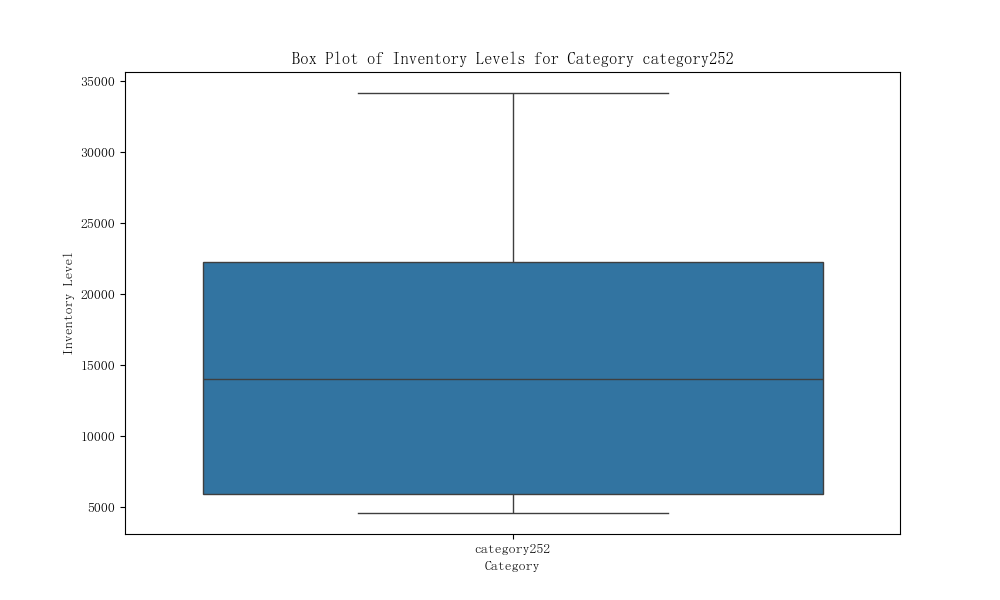 Box Plot of Inventory Levels for Category category252
35000
30000
25000
20000
15000
10000
5000
Inventory Level
category252
Category